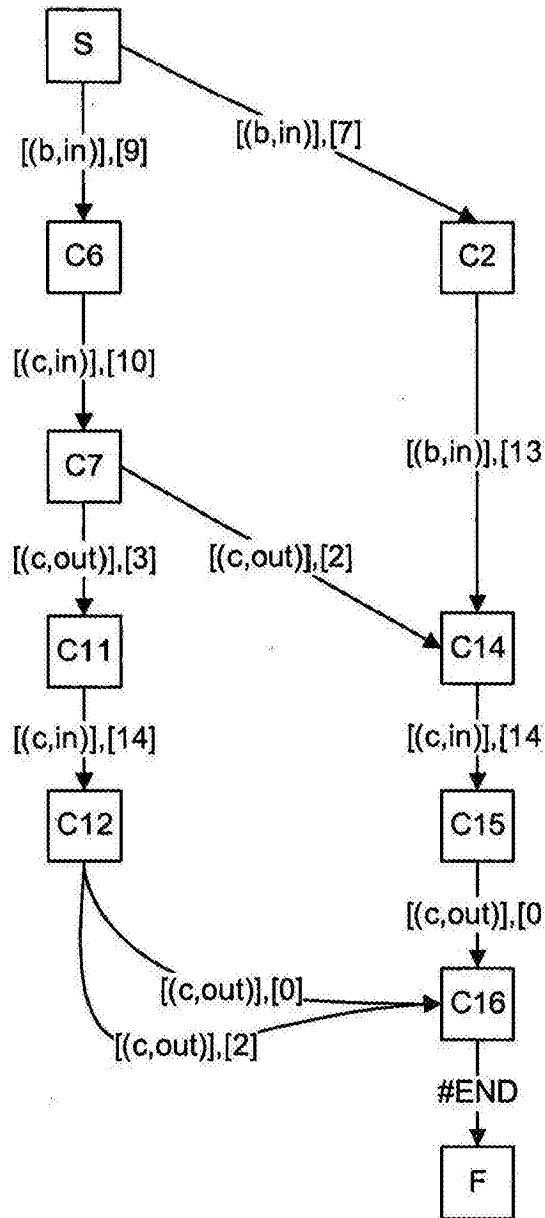 S
[(b,in)],[9]
[(b,in)],[7]
C6
C2
[(c,in)],[10]
[(b,in)],[13
C7
[(c,out)],[3]
[(c,out)],[2]
C11
C14
[(c,in)],[14]
[(c,in)],[14
C12
C15
[(c,out)],[0
[(c,out)],[0]
C16
[(c,out)],[2]
#END
F